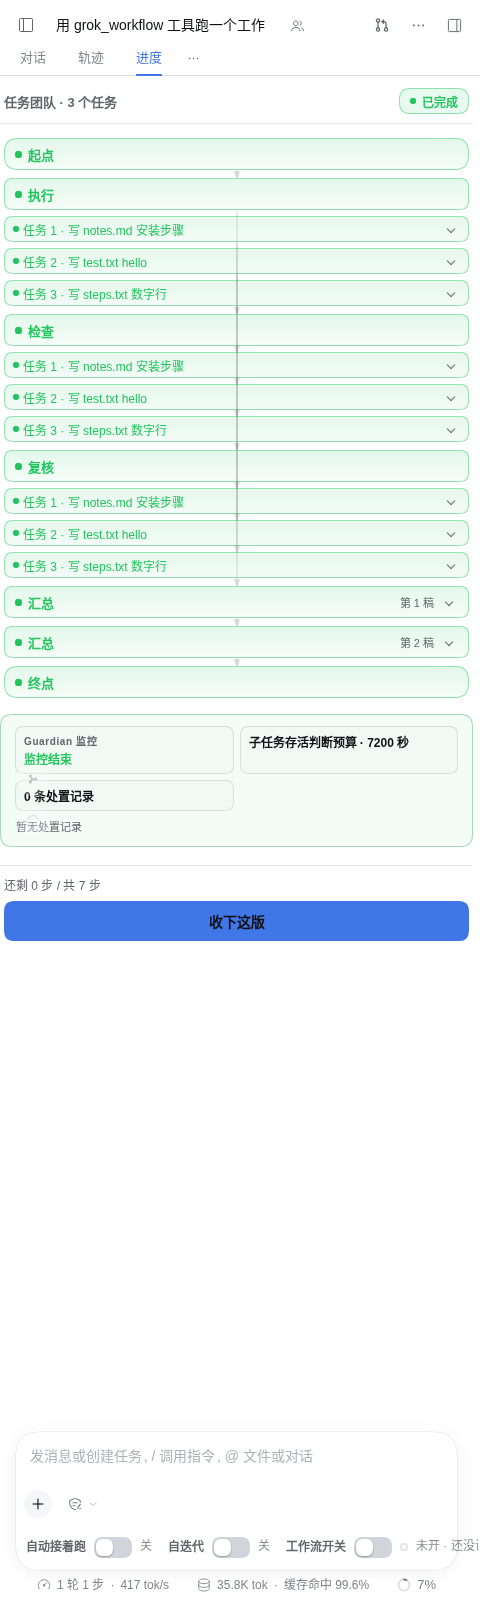 用 grok_workflow 工具跑一个工作
对话 轨迹 进度 ···
任务团队 · 3 个任务 已完成
起点
执行
任务 1 · 写 notes.md 安装步骤
任务 2 · 写 test.txt hello
任务 3 · 写 steps.txt 数字行
检查
任务 1 · 写 notes.md 安装步骤
任务 2 · 写 test.txt hello
任务 3 · 写 steps.txt 数字行
复核
任务 1 · 写 notes.md 安装步骤
任务 2 · 写 test.txt hello
任务 3 · 写 steps.txt 数字行
汇总 第 1 稿
汇总 第 2 稿
终点
Guardian 监控
监控结束
子任务存活判断预算 · 7200 秒
0 条处置记录
暂无处置记录
还剩 0 步 / 共 7 步
收下这版
发消息或创建任务, / 调用指令, @ 文件或对话
自动接着跑 关 自迭代 关 工作流开关 未开 · 还没
1 轮 1 步 · 417 tok/s 35.8K tok · 缓存命中 99.6% 7%